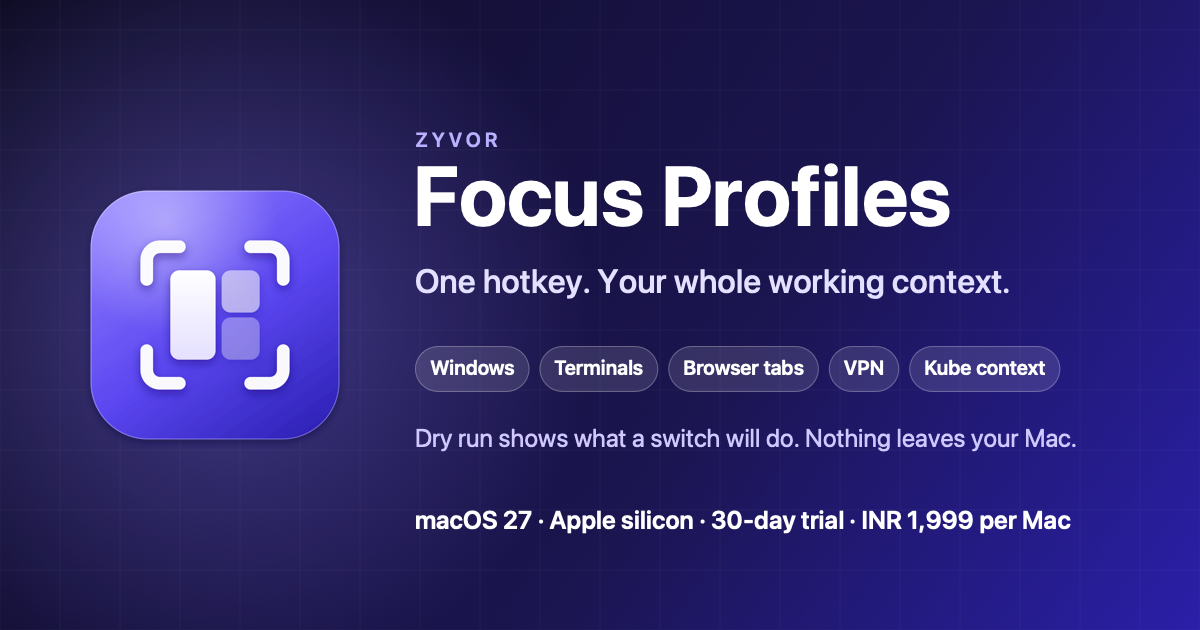 ZYVOR
Focus Profiles
One hotkey. Your whole working context.
Windows Terminals Browser tabs VPN Kube context
Dry run shows what a switch will do. Nothing leaves your Mac.
macOS 27 · Apple silicon · 30-day trial · INR 1,999 per Mac